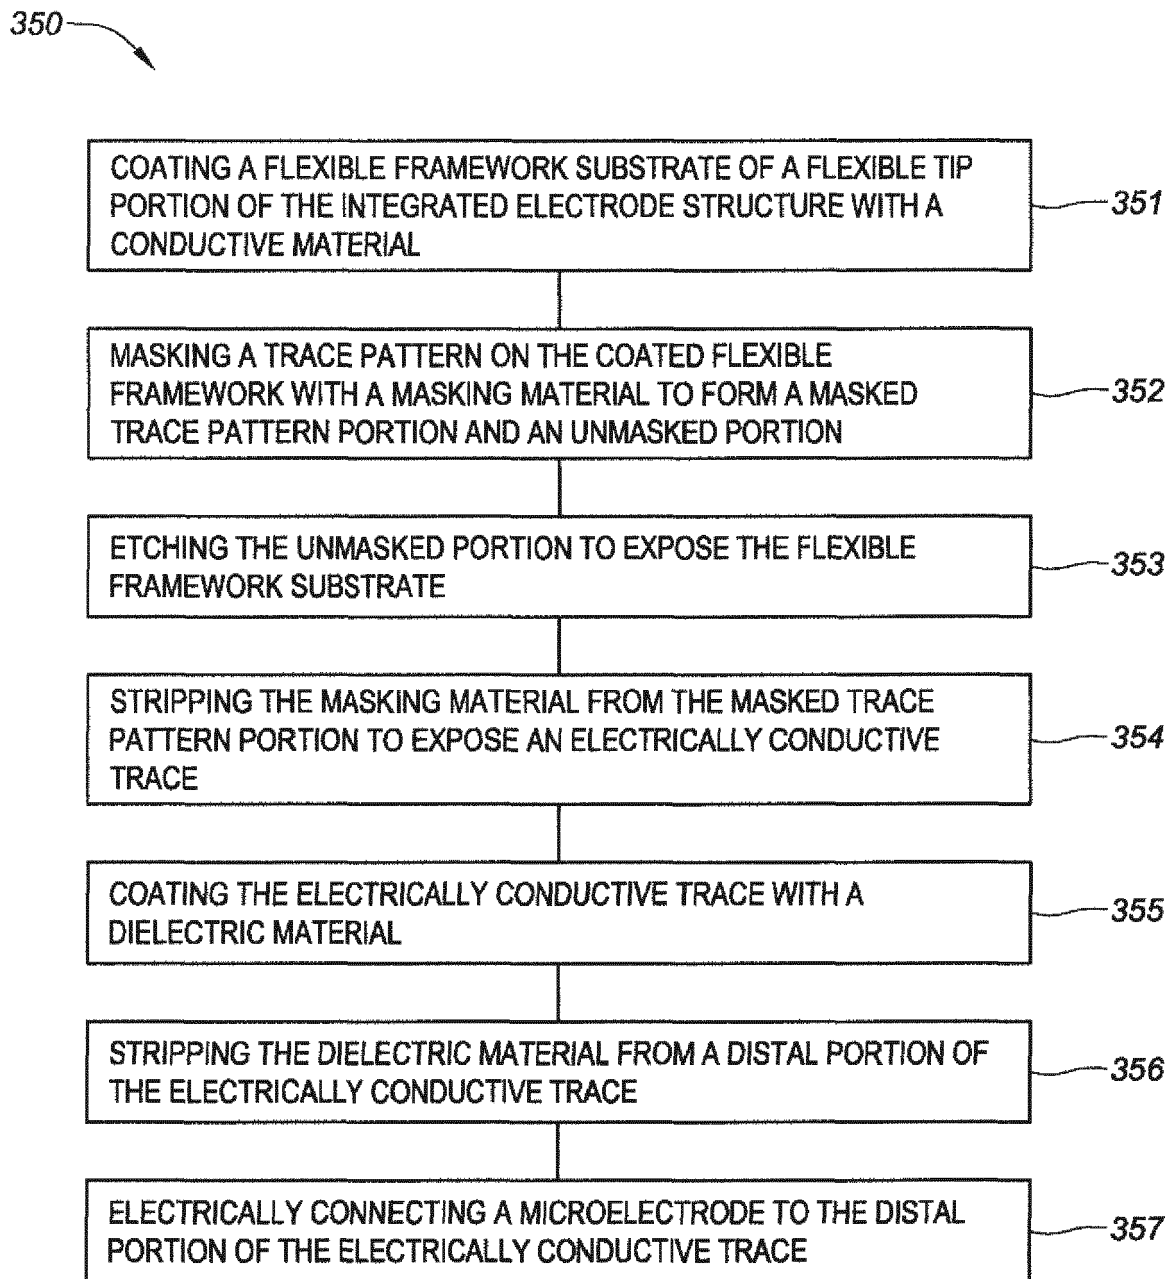 350
COATING A FLEXIBLE FRAMEWORK SUBSTRATE OF A FLEXIBLE TIP
PORTION OF THE INTEGRATED ELECTRODE STRUCTURE WITH A
CONDUCTIVE MATERIAL
351
MASKING A TRACE PATTERN ON THE COATED FLEXIBLE
FRAMEWORK WITH A MASKING MATERIAL TO FORM A MASKED
TRACE PATTERN PORTION AND AN UNMASKED PORTION
352
ETCHING THE UNMASKED PORTION TO EXPOSE THE FLEXIBLE
FRAMEWORK SUBSTRATE
353
STRIPPING THE MASKING MATERIAL FROM THE MASKED TRACE
PATTERN PORTION TO EXPOSE AN ELECTRICALLY CONDUCTIVE
TRACE
354
COATING THE ELECTRICALLY CONDUCTIVE TRACE WITH A
DIELECTRIC MATERIAL
355
STRIPPING THE DIELECTRIC MATERIAL FROM A DISTAL PORTION OF
THE ELECTRICALLY CONDUCTIVE TRACE
356
ELECTRICALLY CONNECTING A MICROELECTRODE TO THE DISTAL
PORTION OF THE ELECTRICALLY CONDUCTIVE TRACE
357